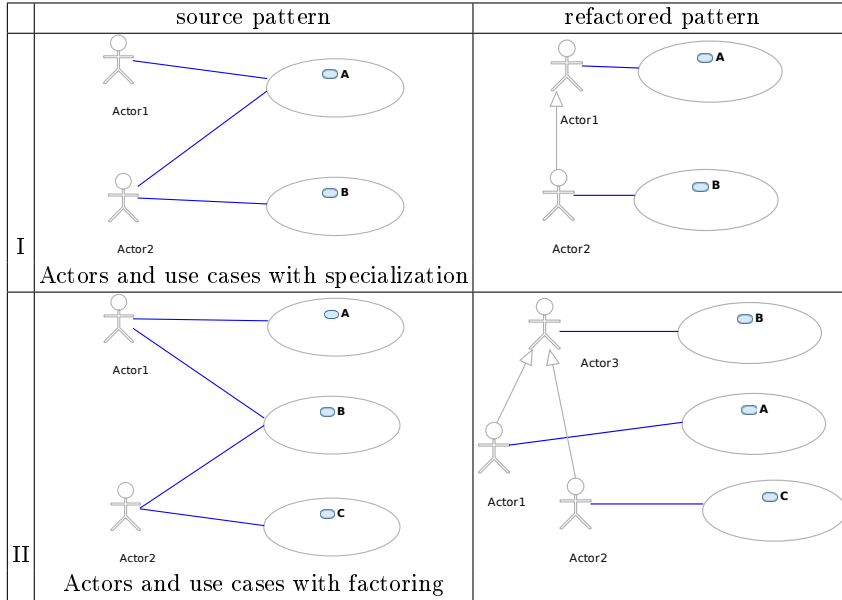 source pattern
refactored pattern
A
Actor1
B
Actor2
I
Actors and use cases with specialization
A
Actor1
B
Actor2
A
Actor1
B
C
Actor2
II
Actors and use cases with factoring
B
Actor3
A
Actor1
C
Actor2